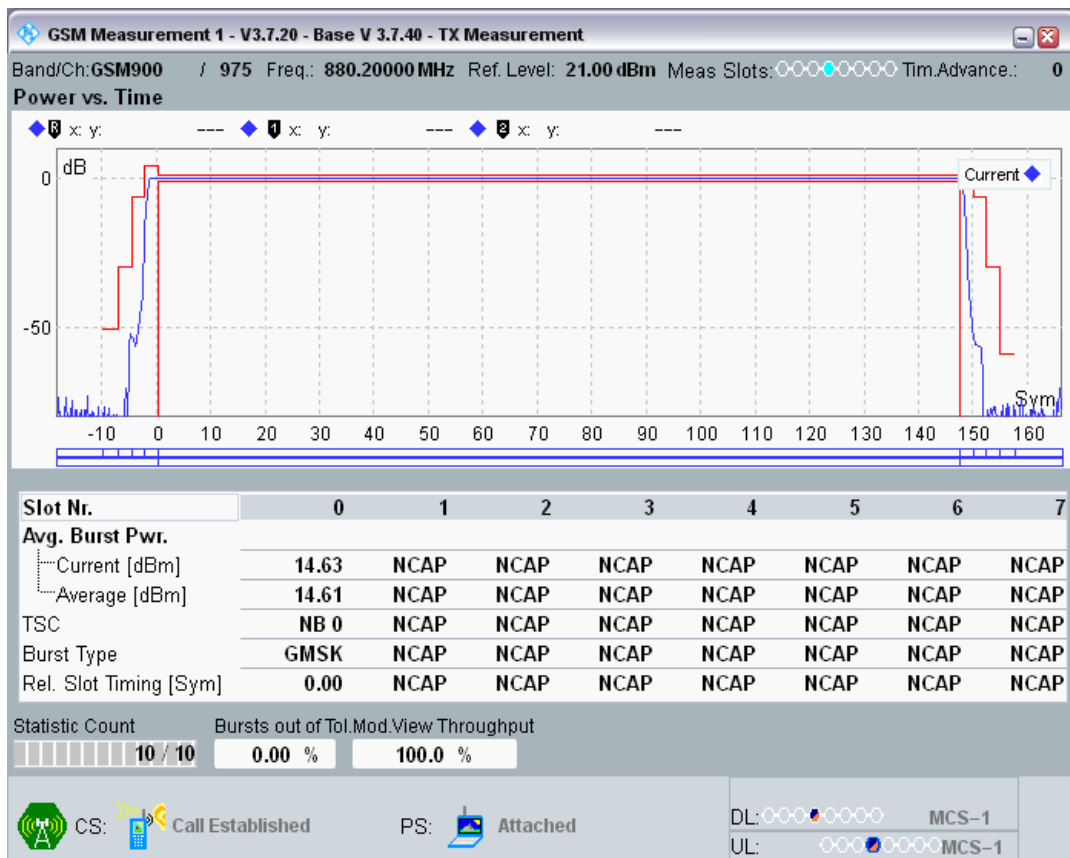 GSM Measurement 1 - V3.7.20 - Base V 3.7.40 - TX Measurement
Band/Ch:GSM900 / 975 Freq.: 880.20000 MHz Ref. Level: 21.00 dBm Meas Slots: Tim.Advance.: 0
Power vs. Time
R x: y: --- 1 x: y: --- 2 x: y: ---
dB
Current
0
-50
Sym
-10 0 10 20 30 40 50 60 70 80 90 100 110 120 130 140 150 160
Slot Nr. 0 1 2 3 4 5 6 7
Avg. Burst Pwr.
Current [dBm] 14.63 NCAP NCAP NCAP NCAP NCAP NCAP NCAP
Average [dBm] 14.61 NCAP NCAP NCAP NCAP NCAP NCAP NCAP
TSC NB 0 NCAP NCAP NCAP NCAP NCAP NCAP NCAP
Burst Type GMSK NCAP NCAP NCAP NCAP NCAP NCAP NCAP
Rel. Slot Timing [Sym] 0.00 NCAP NCAP NCAP NCAP NCAP NCAP NCAP
Statistic Count Bursts out of Tol.Mod.View Throughput
10 / 10 0.00 % 100.0 %
CS: Call Established PS: Attached
DL: MCS-1
UL: MCS-1